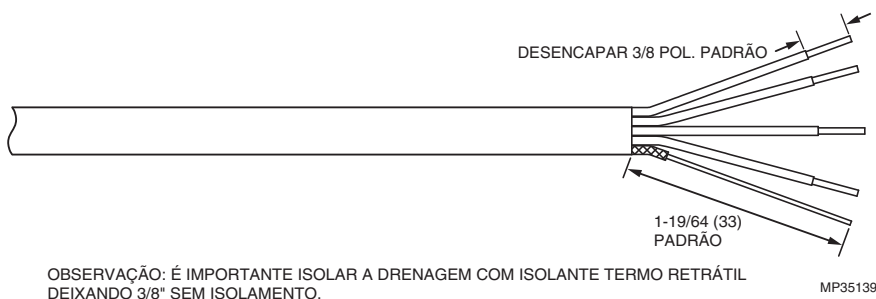 DESENCAPAR 3/8 POL. PADRÃO
1-19/64 (33)
PADRÃO
OBSERVAÇÃO: É IMPORTANTE ISOLAR A DRENAGEM COM ISOLANTE TERMO RETRÁTIL
DEIXANDO 3/8" SEM ISOLAMENTO.
MP35139